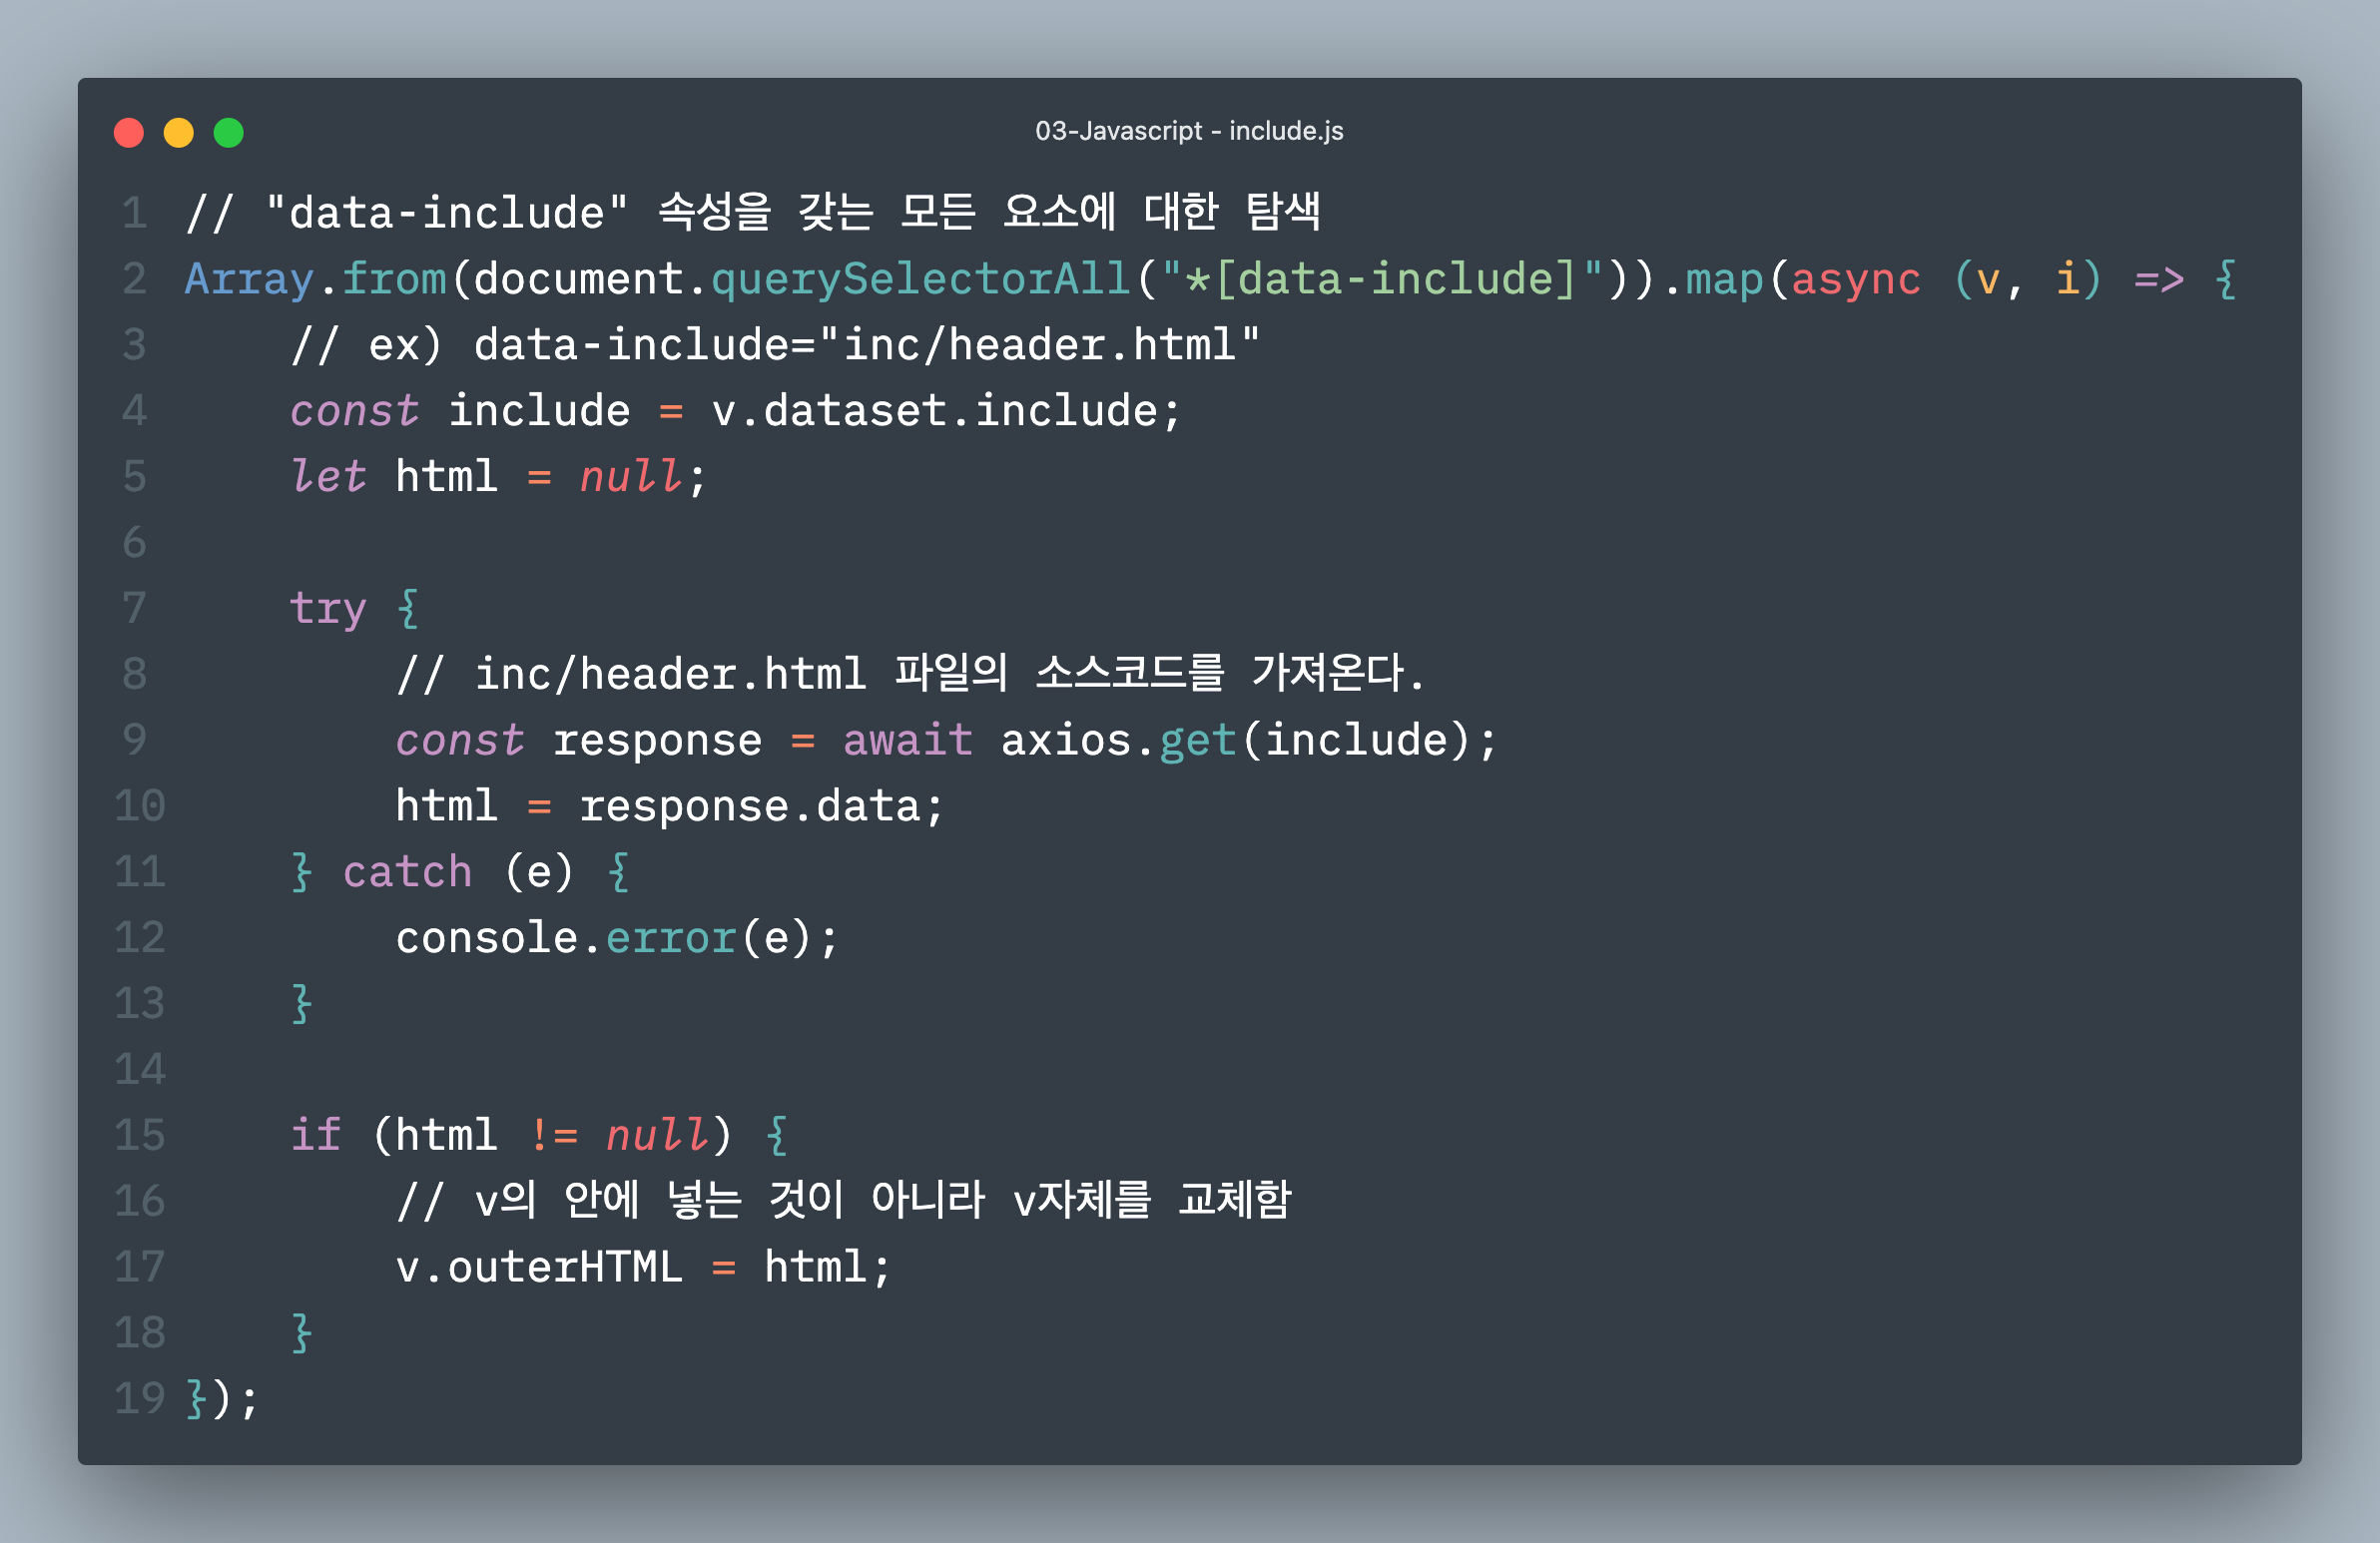 03-Javascript - include.js
1 // "data-include" 속성을 갖는 모든 요소에 대한 탐색
2 Array.from(document.querySelectorAll("*[data-include]")).map(async (v, i) => {
3     // ex) data-include="inc/header.html"
4     const include = v.dataset.include;
5     let html = null;
6
7     try {
8         // inc/header.html 파일의 소스코드를 가져온다.
9         const response = await axios.get(include);
10         html = response.data;
11     } catch (e) {
12         console.error(e);
13     }
14
15     if (html != null) {
16         // v의 안에 넣는 것이 아니라 v자체를 교체함
17         v.outerHTML = html;
18     }
19 });